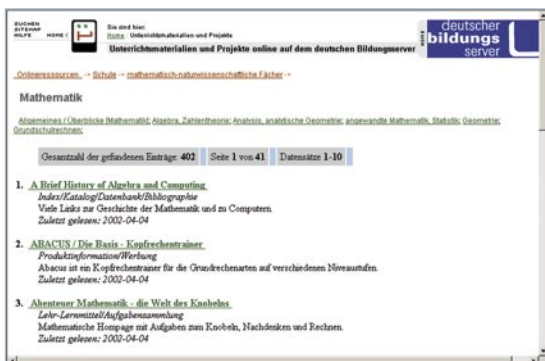 SUCHEN
SITEMAP
HILFE HOME
Sie sind hier:
Home : Unterrichtsmaterialien und Projekte
Unterrichtsmaterialien und Projekte online auf dem deutschen Bildungsserver
HOME
deutscher
bildungs
server
Onlineressourcen -> Schule -> mathematisch-naturwissenschaftliche Fächer ->
Mathematik
Allgemeines / Überblicke [Mathematik]; Algebra, Zahlentheorie; Analysis, analytische Geometrie; angewandte Mathematik, Statistik; Geometrie;
Grundschulrechnen;
Gesamtzahl der gefundenen Einträge: 402 Seite 1 von 41 Datensätze 1-10
1. A Brief History of Algebra and Computing
Index/Katalog/Datenbank/Bibliographie
Viele Links zur Geschichte der Mathematik und zu Computern.
Zuletzt gelesen: 2002-04-04
2. ABACUS / Die Basis - Kopfrechentrainer
Produktinformation/Werbung
Abacus ist ein Kopfrechentrainer für die Grundrechenarten auf verschiedenen Niveaustufen.
Zuletzt gelesen: 2002-04-04
3. Abenteuer Mathematik - die Welt des Knobelns
Lehr-Lernmittel/Aufgabensammlung
Mathematische Hompage mit Aufgaben zum Knobeln, Nachdenken und Rechnen.
Zuletzt gelesen: 2002-04-04